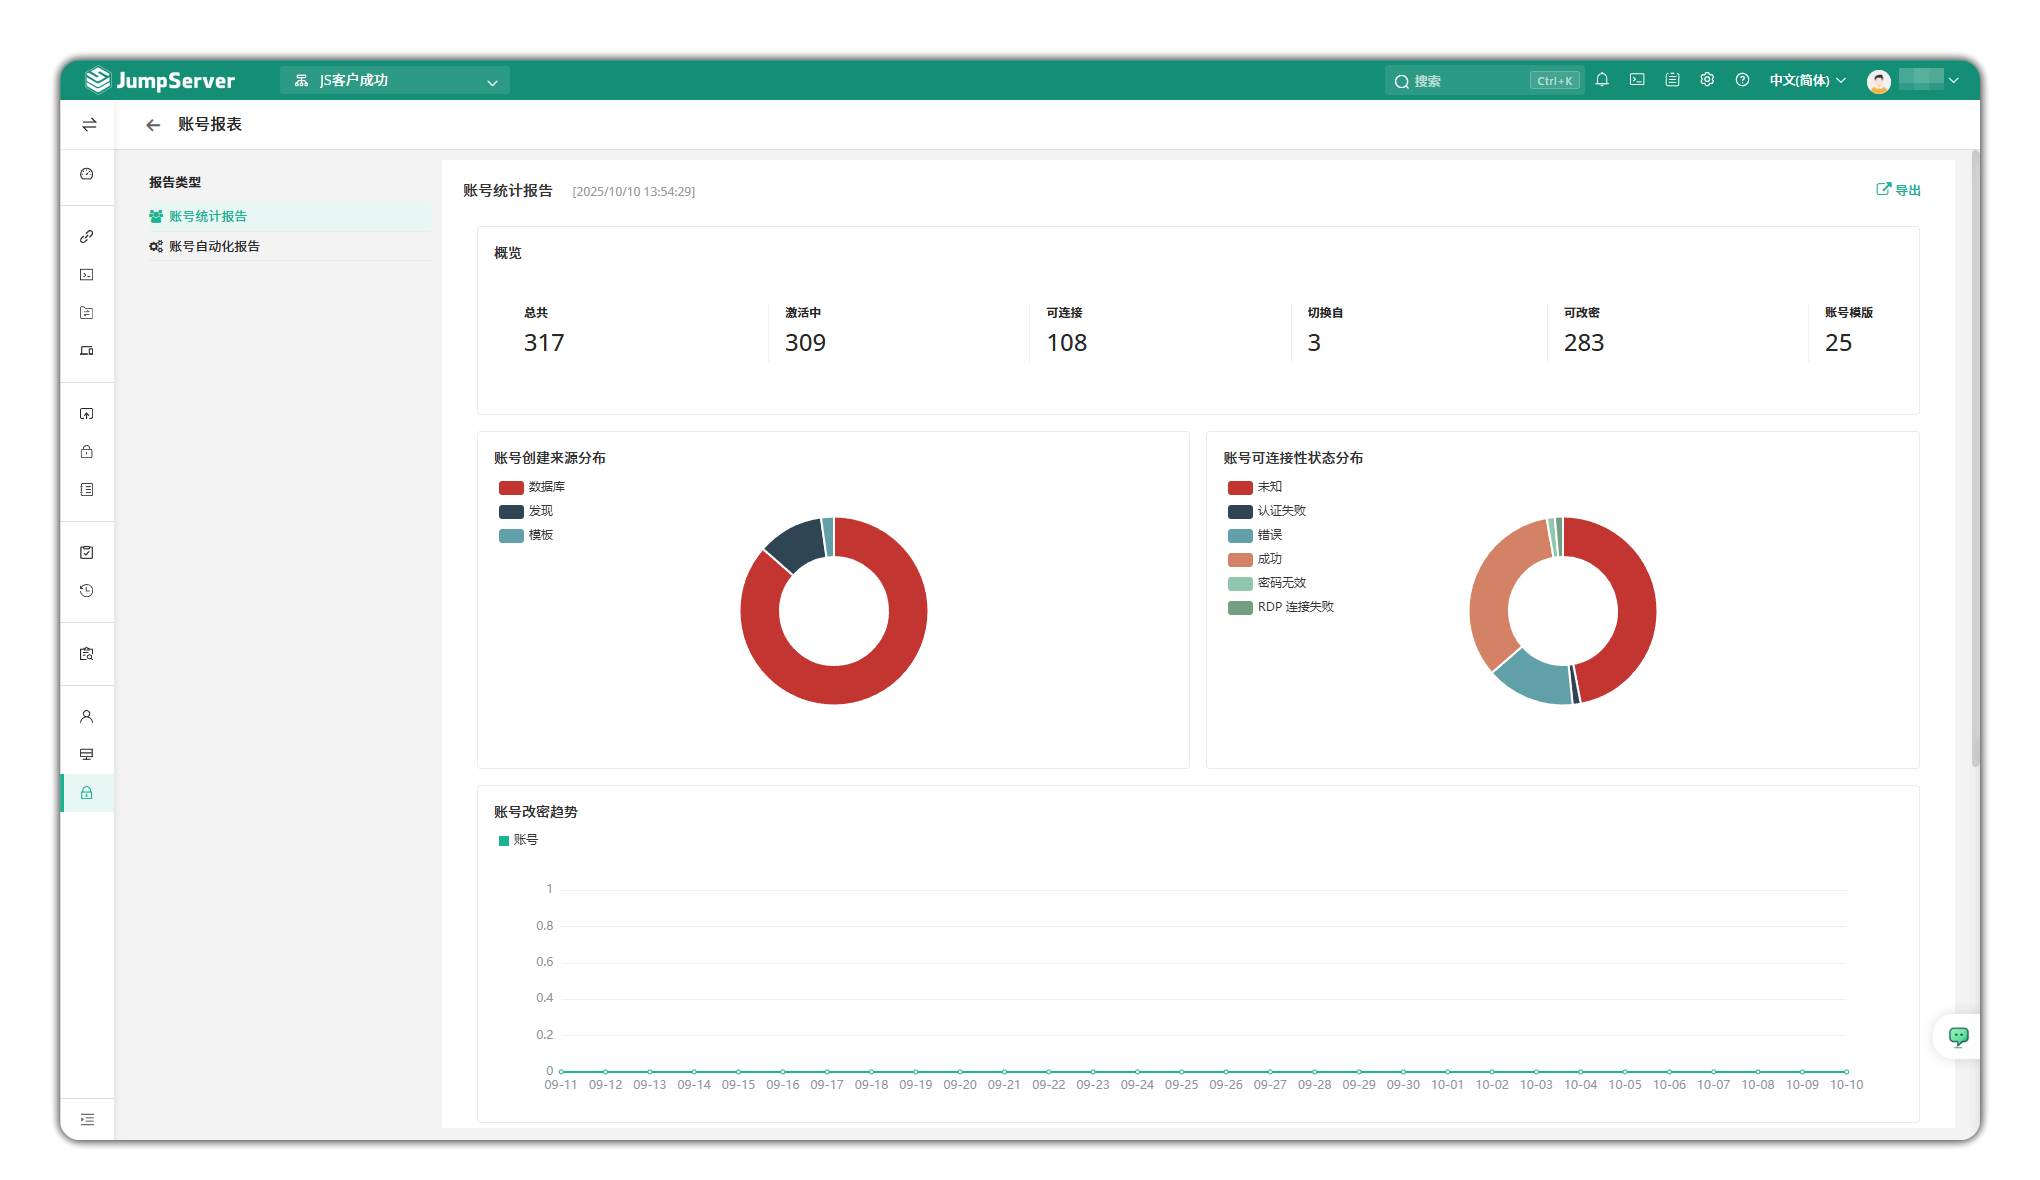 JumpServer
JS客户成功
搜索
Ctrl+K
中文(简体)
账号报表
报告类型
账号统计报告
账号自动化报告
账号统计报告 [2025/10/10 13:54:29]
导出
概览
总共 激活中 可连接 切换自 可改密 账号模版
317 309 108 3 283 25
账号创建来源分布
数据库
发现
模板
账号可连接性状态分布
未知
认证失败
错误
成功
密码无效
RDP 连接失败
账号改密趋势
账号
1
0.8
0.6
0.4
0.2
0
09-11 09-12 09-13 09-14 09-15 09-16 09-17 09-18 09-19 09-20 09-21 09-22 09-23 09-24 09-25 09-26 09-27 09-28 09-29 09-30 10-01 10-02 10-03 10-04 10-05 10-06 10-07 10-08 10-09 10-10